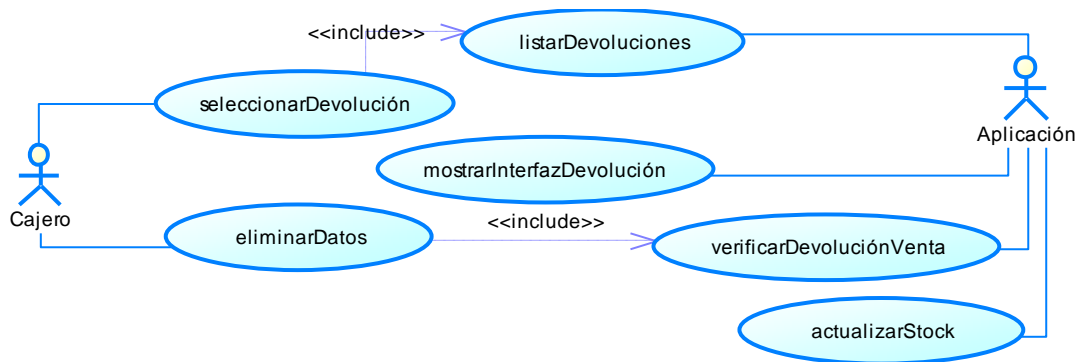 <<include>>
listarDevoluciones
seleccionarDevolución
Aplicación
mostrarInterfazDevolución
Cajero
<<include>>
eliminarDatos
verificarDevoluciónVenta
actualizarStock